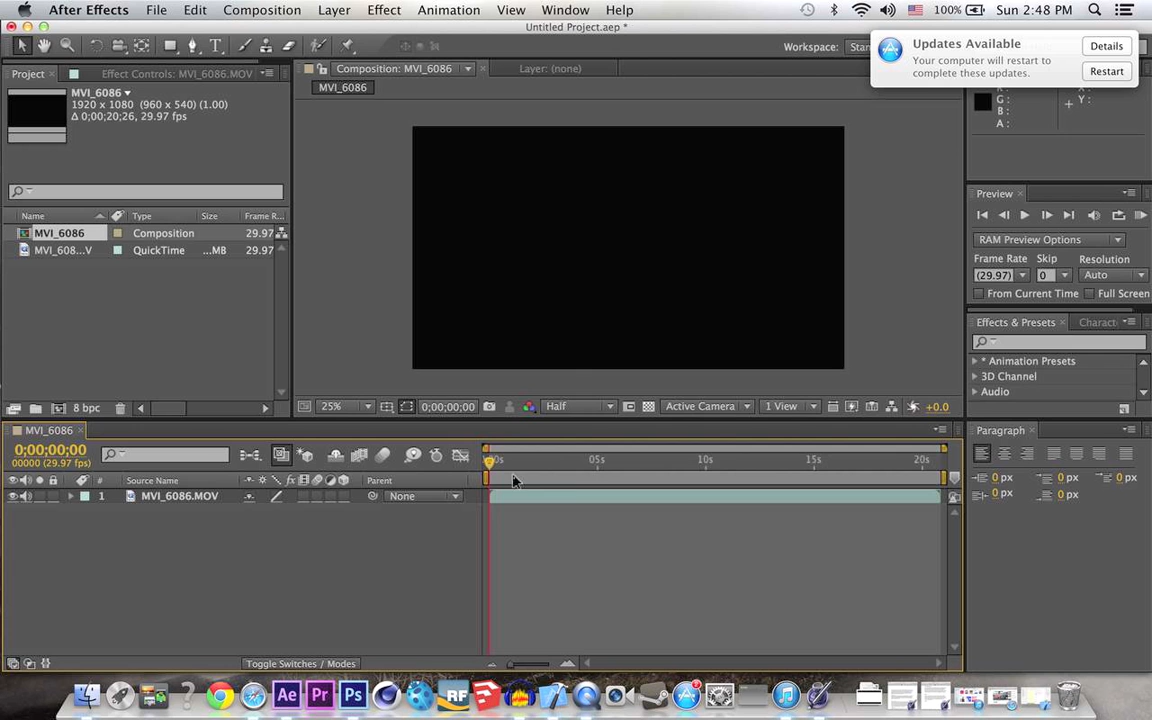 After Effects File Edit Composition Layer Effect Animation View Window Help 100% Sun 2:48 PM
Untitled Project.aep *
Workspace: Stan
Updates Available
Your computer will restart to
complete these updates.
Details
Restart
Project Effect Controls: MVI_6086.MOV
Composition: MVI_6086 Layer: (none)
MVI_6086
MVI_6086
1920 x 1080 (960 x 540) (1.00)
Δ 0;00;20;26, 29.97 fps
R :
G :
B :
A :
X :
Y :
Name Type Size Frame R...
MVI_6086 Composition 29.97
MVI_608...V QuickTime ...MB 29.97
Preview
RAM Preview Options
Frame Rate Skip Resolution
(29.97) 0 Auto
From Current Time Full Screen
Effects & Presets Charact
* Animation Presets
3D Channel
Audio
8 bpc
25% 0;00;00;00 Half Active Camera 1 View +0.0
MVI_6086
0;00;00;00
00000 (29.97 fps)
05s 10s 15s 20s
# Source Name fx Parent
1 MVI_6086.MOV None
Paragraph
0 px 0 px 0 px
0 px 0 px
Toggle Switches / Modes
Ae Pr Ps RF